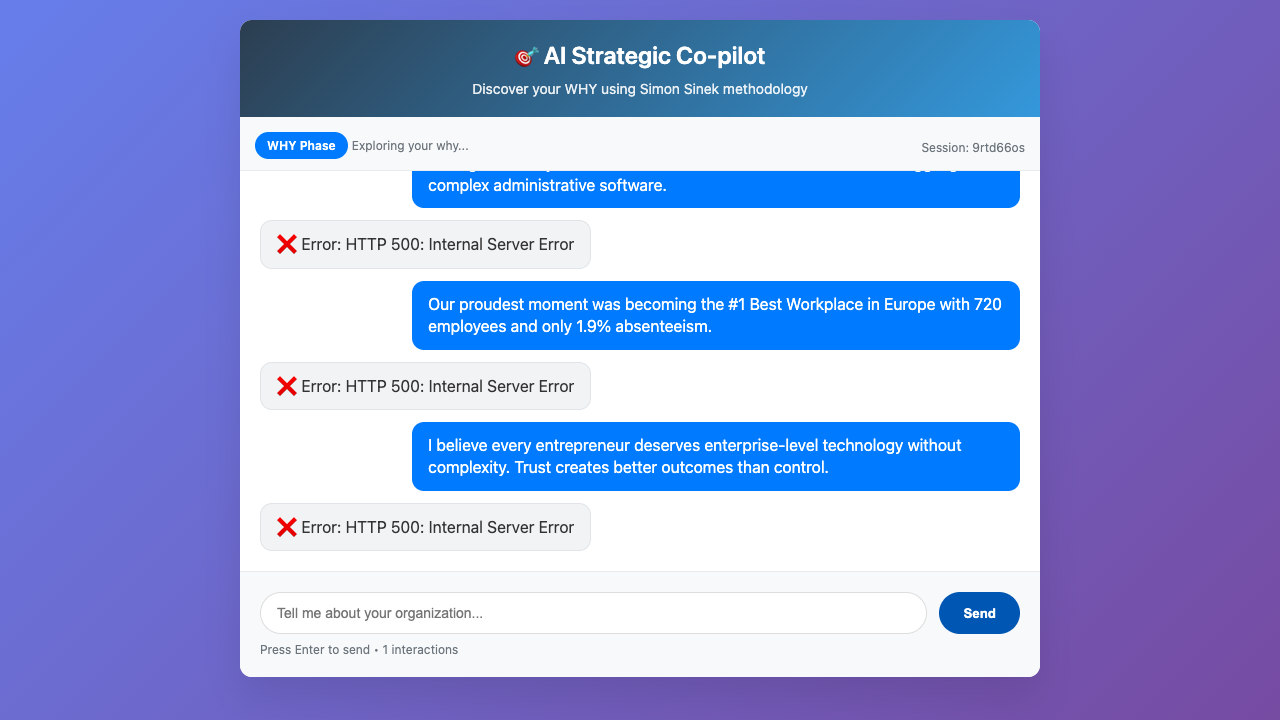 🎯 AI Strategic Co-pilot
Discover your WHY using Simon Sinek methodology
WHY Phase Exploring your why...
Session: 9rtd66os
complex administrative software.
❌ Error: HTTP 500: Internal Server Error
Our proudest moment was becoming the #1 Best Workplace in Europe with 720
employees and only 1.9% absenteeism.
❌ Error: HTTP 500: Internal Server Error
I believe every entrepreneur deserves enterprise-level technology without
complexity. Trust creates better outcomes than control.
❌ Error: HTTP 500: Internal Server Error
Tell me about your organization...
Send
Press Enter to send • 1 interactions